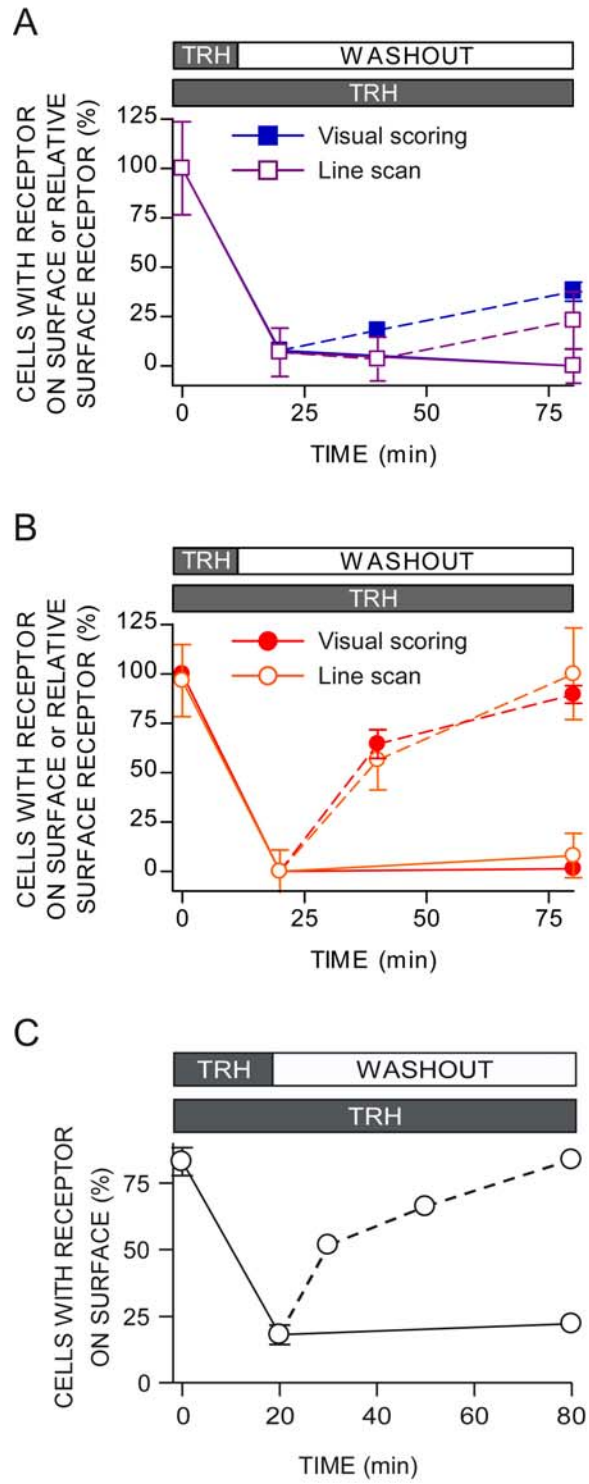 A
TRH WASHOUT
TRH
CELLS WITH RECEPTOR
ON SURFACE or RELATIVE
SURFACE RECEPTOR (%)
125
100
75
50
25
0
Visual scoring
Line scan
0 25 50 75
TIME (min)
B
TRH WASHOUT
TRH
CELLS WITH RECEPTOR
ON SURFACE or RELATIVE
SURFACE RECEPTOR (%)
125
100
75
50
25
0
Visual scoring
Line scan
0 25 50 75
TIME (min)
C
TRH WASHOUT
TRH
CELLS WITH RECEPTOR
ON SURFACE (%)
75
50
25
0
0 20 40 60 80
TIME (min)